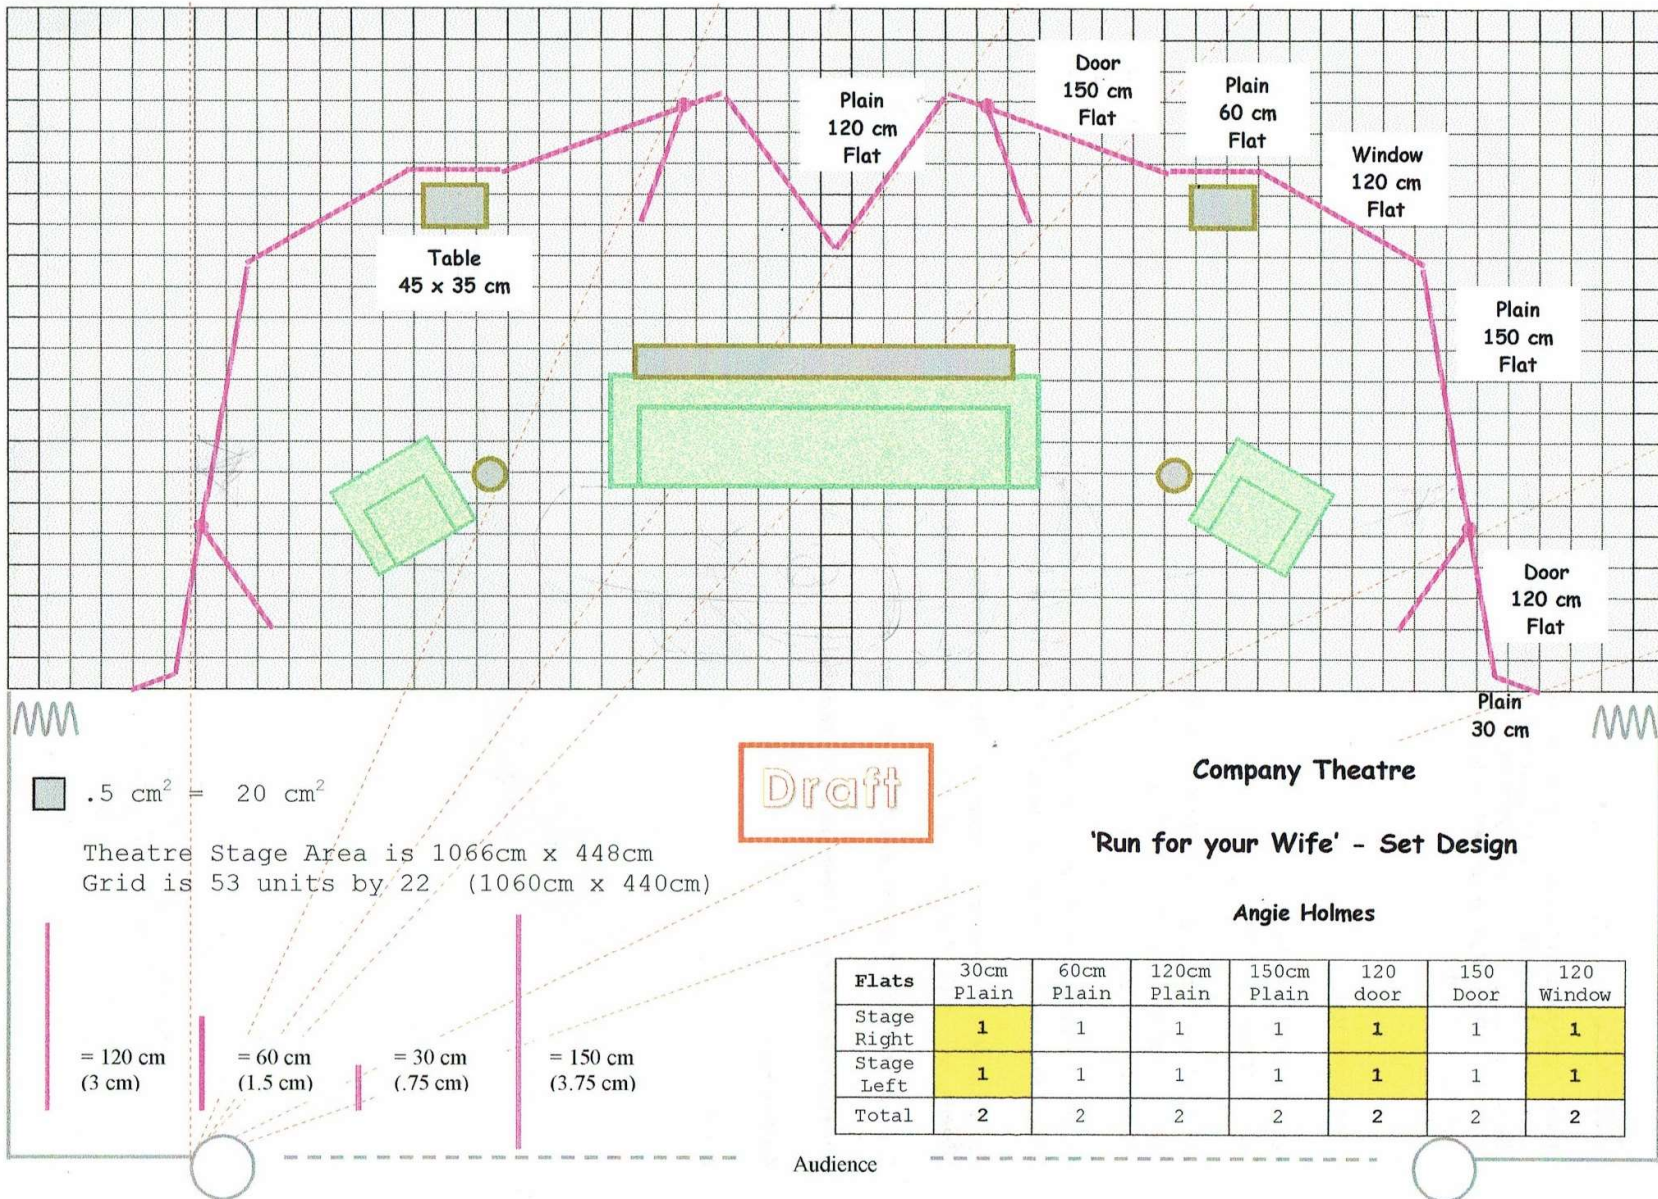 Plain
120 cm
Flat
Door
150 cm
Flat
Plain
60 cm
Flat
Window
120 cm
Flat
Table
45 x 35 cm
Plain
150 cm
Flat
Door
120 cm
Flat
Plain
30 cm
.5 cm² = 20 cm²
Theatre Stage Area is 1066cm x 448cm
Grid is 53 units by 22 (1060cm x 440cm)
Draft
Company Theatre
'Run for your Wife' - Set Design
Angie Holmes
= 120 cm
(3 cm)
= 60 cm
(1.5 cm)
= 30 cm
(.75 cm)
= 150 cm
(3.75 cm)
Flats 30cm Plain 60cm Plain 120cm Plain 150cm Plain 120 door 150 Door 120 Window
Stage Right 1 1 1 1 1 1 1
Stage Left 1 1 1 1 1 1 1
Total 2 2 2 2 2 2 2
Audience